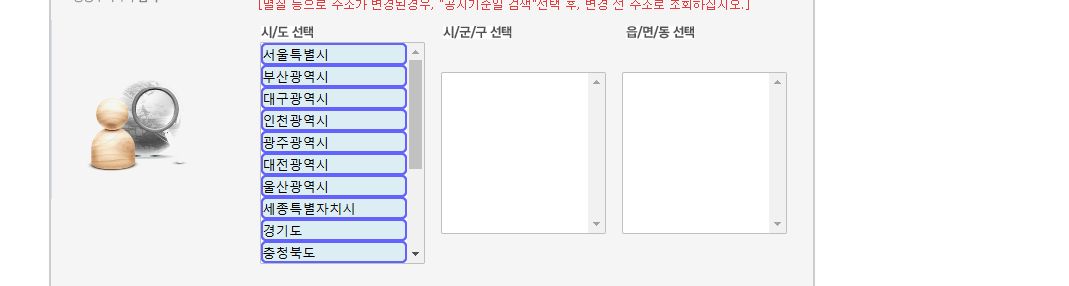 [멸실 등으로 주소가 변경된경우, "공시기준일 검색"선택 후, 변경 전 주소로 조회하십시오.]
시/도 선택 시/군/구 선택 읍/면/동 선택
서울특별시
부산광역시
대구광역시
인천광역시
광주광역시
대전광역시
울산광역시
세종특별자치시
경기도
충청북도